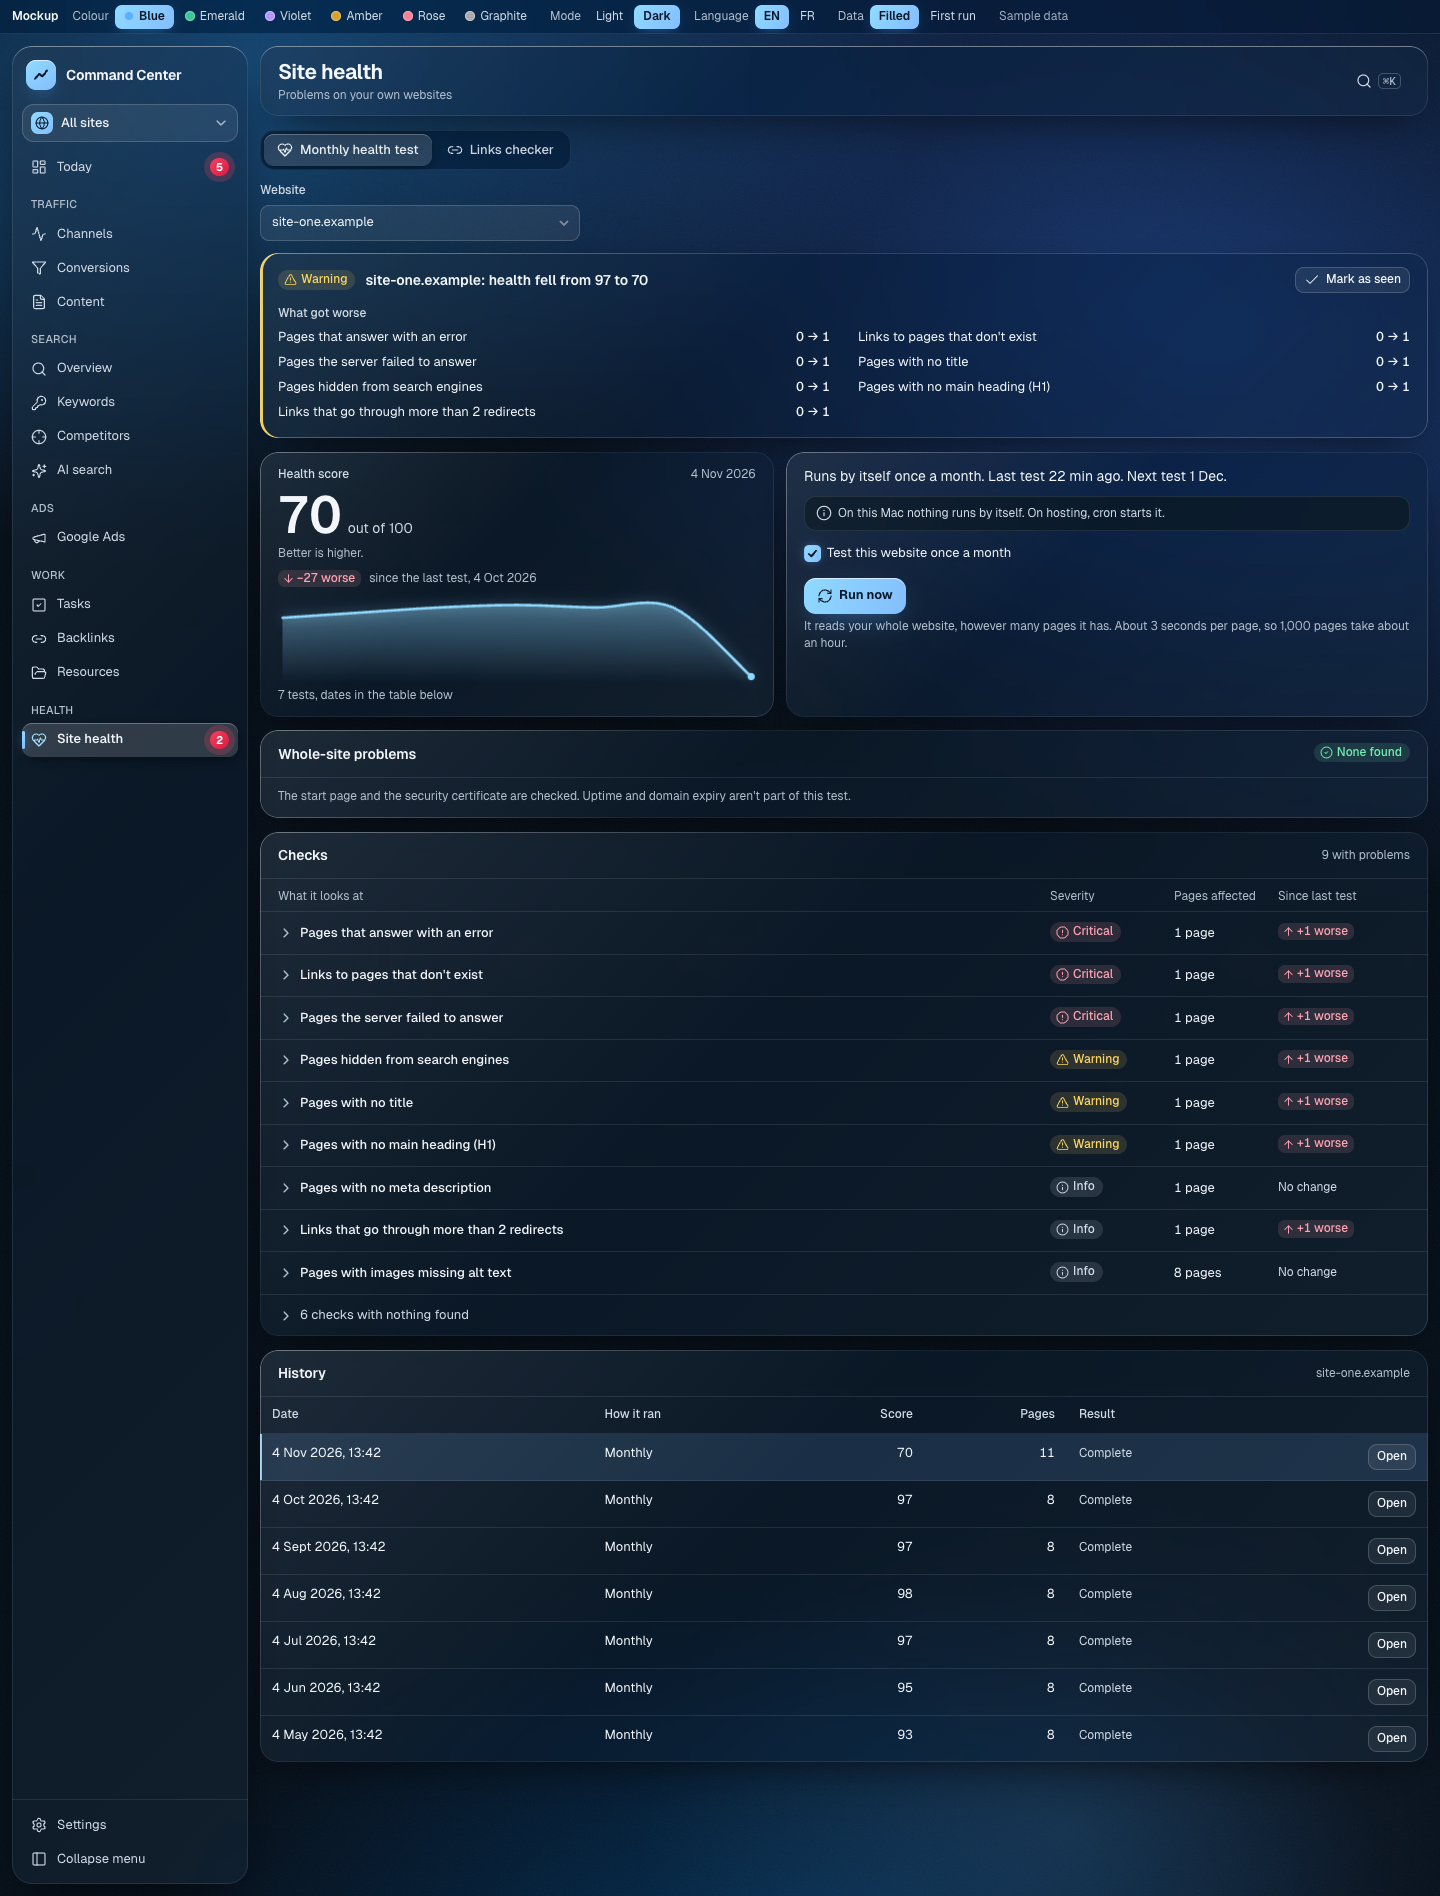 Mockup Colour Blue Emerald Violet Amber Rose Graphite Mode Light Dark Language EN FR Data Filled First run Sample data
Command Center
All sites
Today 5
TRAFFIC
Channels
Conversions
Content
SEARCH
Overview
Keywords
Competitors
AI search
ADS
Google Ads
WORK
Tasks
Backlinks
Resources
HEALTH
Site health 2
Settings
Collapse menu
Site health
Problems on your own websites
⌘K
Monthly health test Links checker
Website
site-one.example
Warning site-one.example: health fell from 97 to 70 Mark as seen
What got worse
Pages that answer with an error 0 → 1 Links to pages that don't exist 0 → 1
Pages the server failed to answer 0 → 1 Pages with no title 0 → 1
Pages hidden from search engines 0 → 1 Pages with no main heading (H1) 0 → 1
Links that go through more than 2 redirects 0 → 1
Health score 4 Nov 2026
70 out of 100
Better is higher.
↓ −27 worse since the last test, 4 Oct 2026
7 tests, dates in the table below
Runs by itself once a month. Last test 22 min ago. Next test 1 Dec.
On this Mac nothing runs by itself. On hosting, cron starts it.
Test this website once a month
Run now
It reads your whole website, however many pages it has. About 3 seconds per page, so 1,000 pages take about
an hour.
Whole-site problems None found
The start page and the security certificate are checked. Uptime and domain expiry aren't part of this test.
Checks 9 with problems
What it looks at Severity Pages affected Since last test
Pages that answer with an error Critical 1 page ↑ +1 worse
Links to pages that don't exist Critical 1 page ↑ +1 worse
Pages the server failed to answer Critical 1 page ↑ +1 worse
Pages hidden from search engines Warning 1 page ↑ +1 worse
Pages with no title Warning 1 page ↑ +1 worse
Pages with no main heading (H1) Warning 1 page ↑ +1 worse
Pages with no meta description Info 1 page No change
Links that go through more than 2 redirects Info 1 page ↑ +1 worse
Pages with images missing alt text Info 8 pages No change
6 checks with nothing found
History site-one.example
Date How it ran Score Pages Result
4 Nov 2026, 13:42 Monthly 70 11 Complete Open
4 Oct 2026, 13:42 Monthly 97 8 Complete Open
4 Sept 2026, 13:42 Monthly 97 8 Complete Open
4 Aug 2026, 13:42 Monthly 98 8 Complete Open
4 Jul 2026, 13:42 Monthly 97 8 Complete Open
4 Jun 2026, 13:42 Monthly 95 8 Complete Open
4 May 2026, 13:42 Monthly 93 8 Complete Open